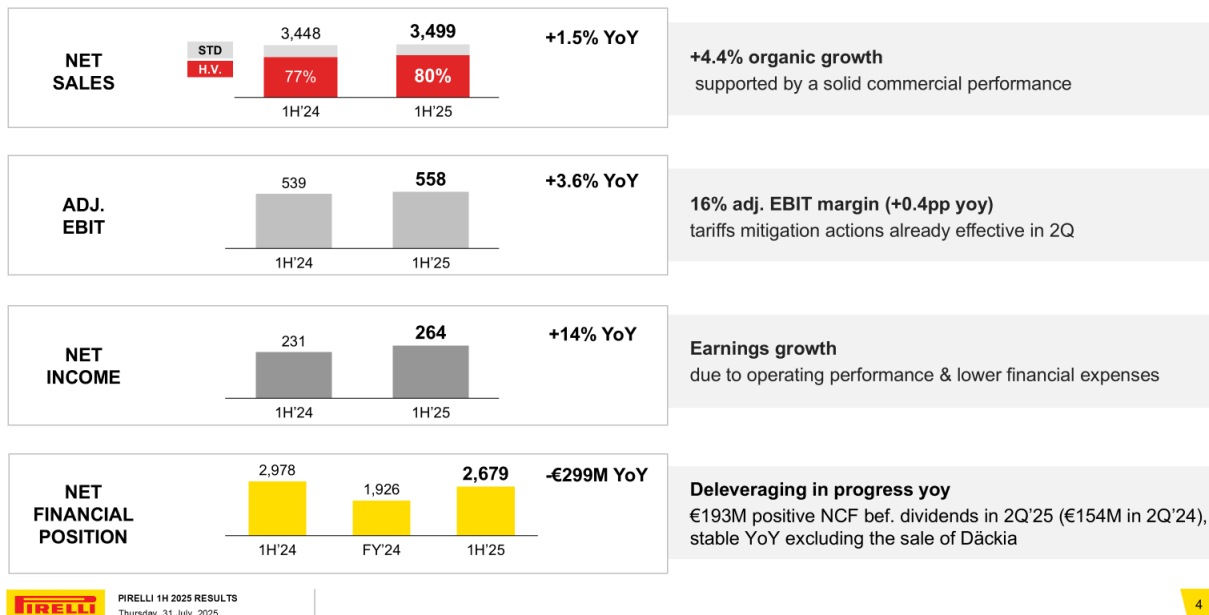 NET
SALES
STD
H.V.
3,448
3,499
77%
80%
1H'24
1H'25
+1.5% YoY
+4.4% organic growth
supported by a solid commercial performance
ADJ.
EBIT
539
558
1H'24
1H'25
+3.6% YoY
16% adj. EBIT margin (+0.4pp yoy)
tariffs mitigation actions already effective in 2Q
NET
INCOME
231
264
1H'24
1H'25
+14% YoY
Earnings growth
due to operating performance & lower financial expenses
NET
FINANCIAL
POSITION
2,978
1,926
2,679
1H'24
FY'24
1H'25
-€299M YoY
Deleveraging in progress yoy
€193M positive NCF bef. dividends in 2Q'25 (€154M in 2Q'24),
stable YoY excluding the sale of Däckia
PIRELLI
PIRELLI 1H 2025 RESULTS
Thursday, 31 July, 2025
4